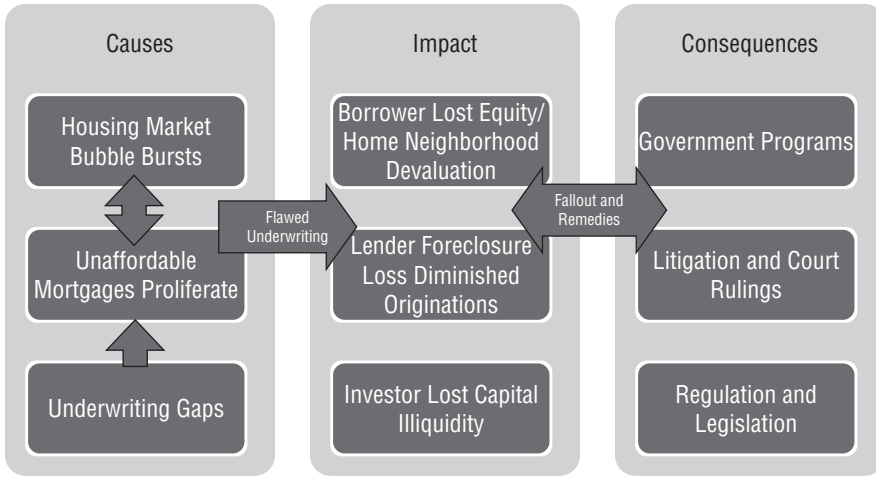 Causes
Housing Market
Bubble Bursts
Unaffordable
Mortgages Proliferate
Underwriting Gaps
Flawed
Underwriting
Impact
Borrower Lost Equity/
Home Neighborhood
Devaluation
Lender Foreclosure
Loss Diminished
Originations
Investor Lost Capital
Illiquidity
Fallout and
Remedies
Consequences
Government Programs
Litigation and Court
Rulings
Regulation and
Legislation